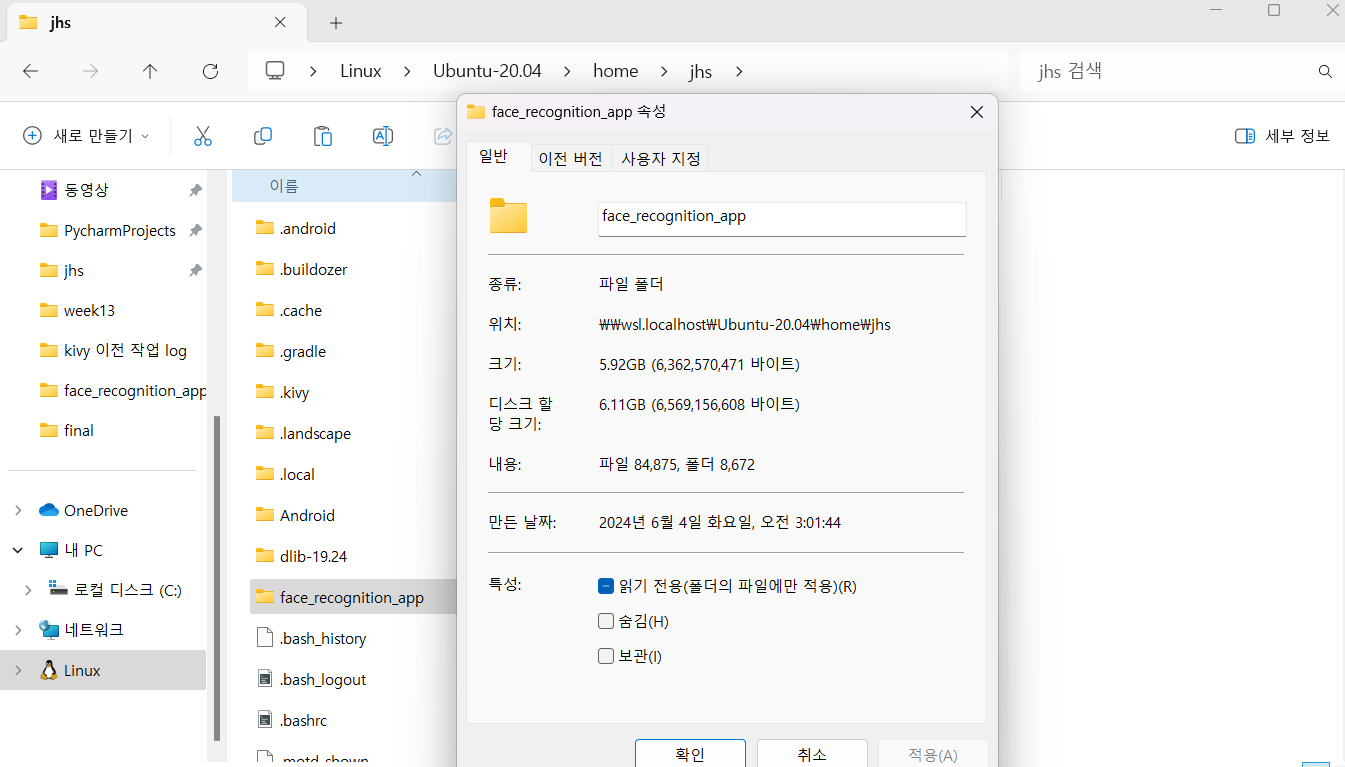 jhs
Linux
Ubuntu-20.04
home
jhs
jhs 검색
새로 만들기
세부 정보
동영상
PycharmProjects
jhs
week13
kivy 이전 작업 log
face_recognition_app
final
OneDrive
내 PC
로컬 디스크 (C:)
네트워크
Linux
이름
.android
.buildozer
.cache
.gradle
.kivy
.landscape
.local
Android
dlib-19.24
face_recognition_app
.bash_history
.bash_logout
.bashrc
.motd_shown
face_recognition_app 속성
일반
이전 버전
사용자 지정
face_recognition_app
종류:
파일 폴더
위치:
₩₩wsl.localhost₩Ubuntu-20.04₩home₩jhs
크기:
5.92GB (6,362,570,471 바이트)
디스크 할
당 크기:
6.11GB (6,569,156,608 바이트)
내용:
파일 84,875, 폴더 8,672
만든 날짜:
2024년 6월 4일 화요일, 오전 3:01:44
특성:
읽기 전용(폴더의 파일에만 적용)(R)
숨김(H)
보관(I)
확인
취소
적용(A)